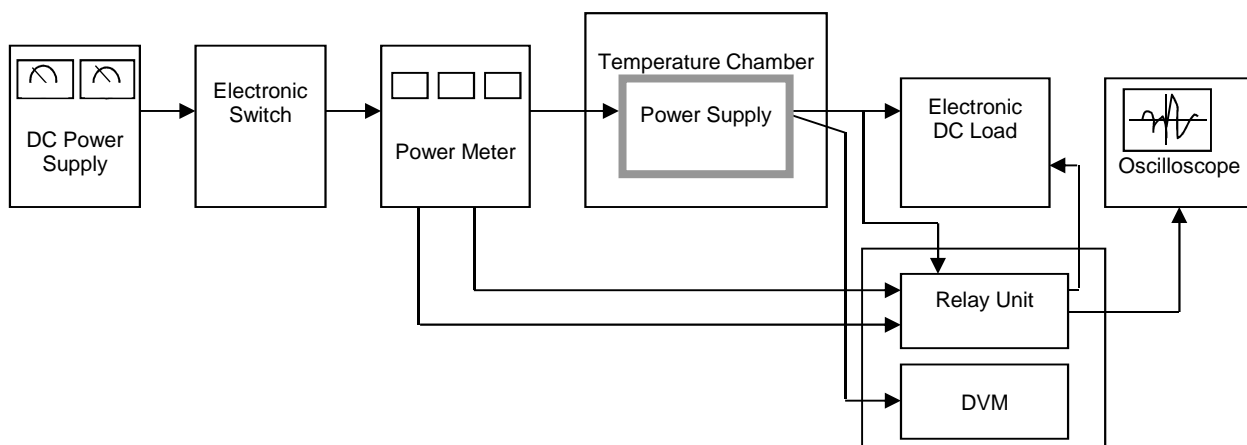 DC Power
Supply
Electronic
Switch
Power Meter
Temperature Chamber
Power Supply
Electronic
DC Load
Oscilloscope
Relay Unit
DVM